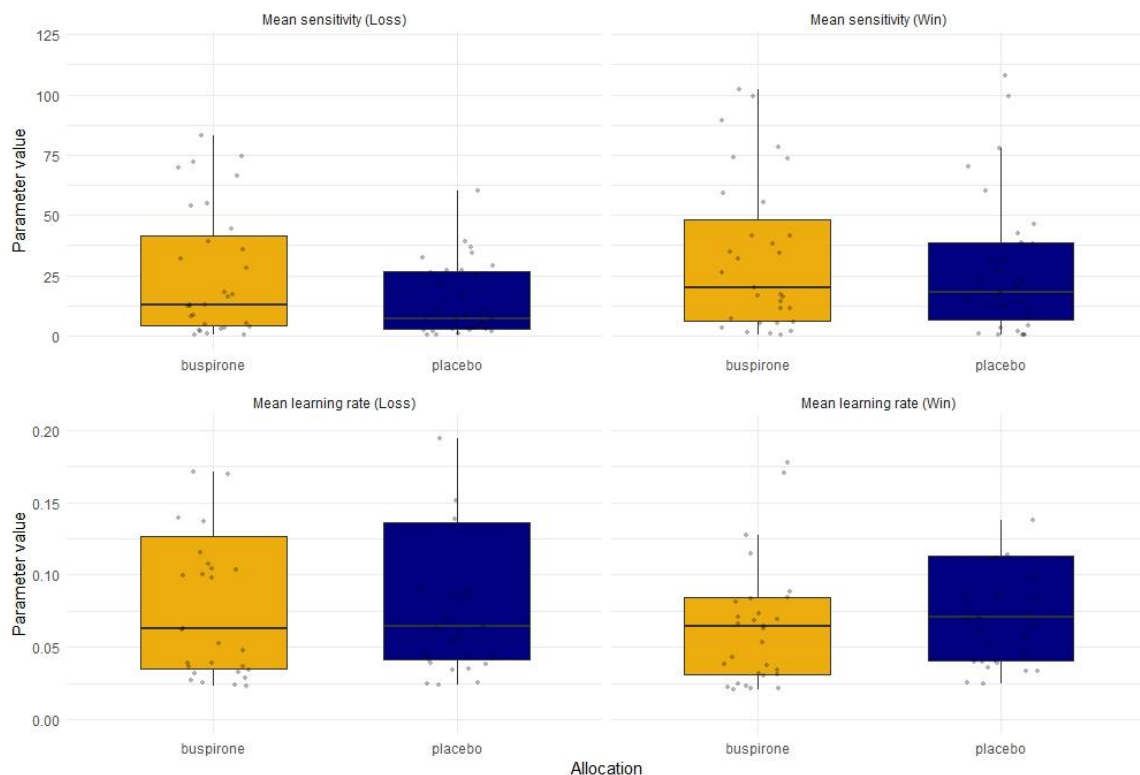 Mean sensitivity (Loss)
Mean sensitivity (Win)
125
100
75
50
25
0
Parameter value
buspirone
placebo
buspirone
placebo
Mean learning rate (Loss)
Mean learning rate (Win)
0.20
0.15
0.10
0.05
0.00
Parameter value
buspirone
placebo
buspirone
placebo
Allocation